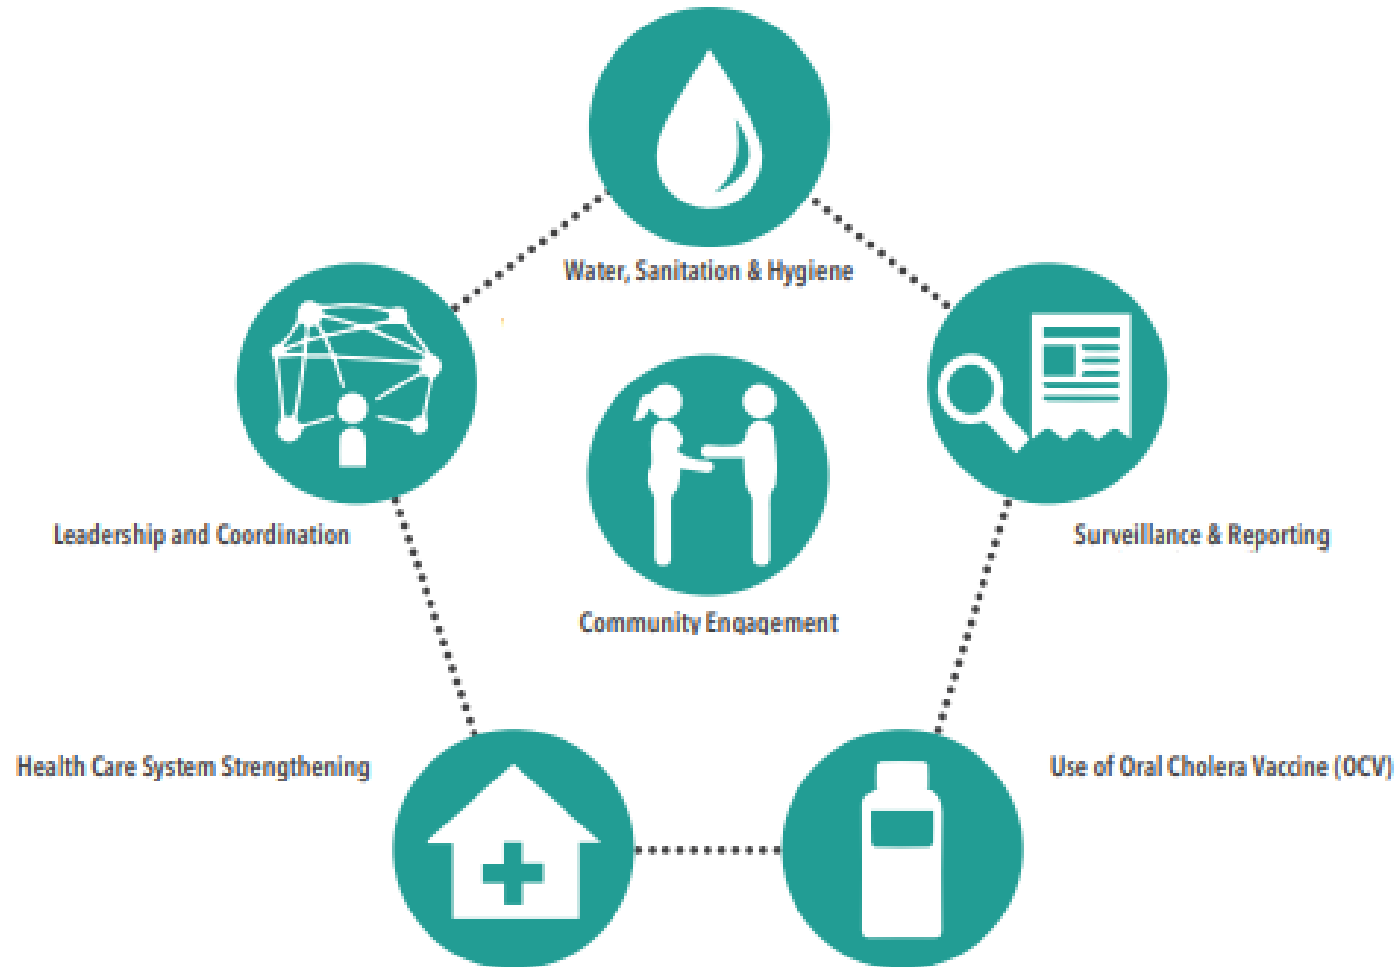 Water, Sanitation & Hygiene
Leadership and Coordination
Surveillance & Reporting
Community Engagement
Health Care System Strengthening
Use of Oral Cholera Vaccine (OCV)